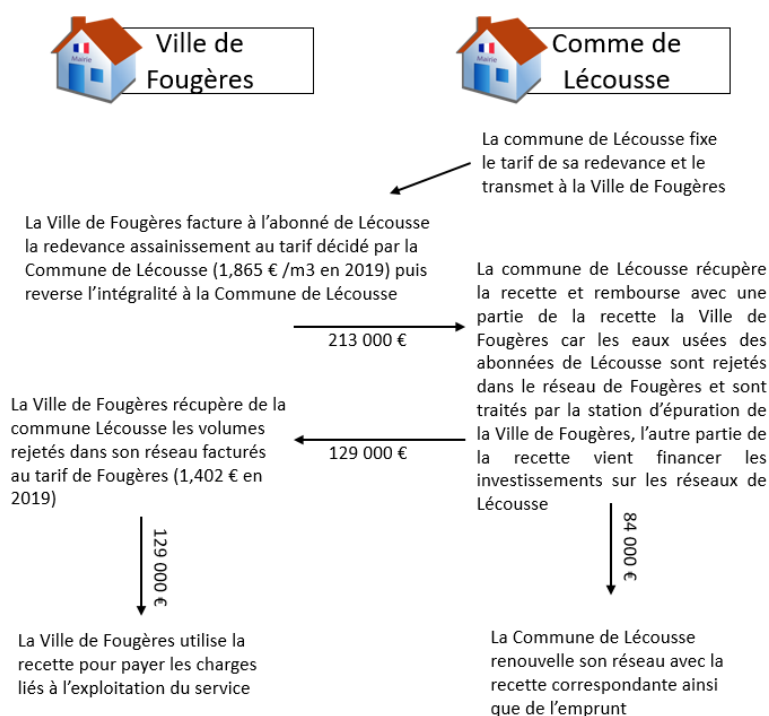 Mairie
Ville de
Fougères
Mairie
Comme de
Lécousse
La commune de Lécousse fixe
le tarif de sa redevance et le
transmet à la Ville de Fougères
La Ville de Fougères facture à l'abonné de Lécousse
la redevance assainissement au tarif décidé par la
Commune de Lécousse (1,865 € /m3 en 2019) puis
reverse l'intégralité à la Commune de Lécousse
213 000 €
La commune de Lécousse récupère
la recette et rembourse avec une
partie de la recette la Ville de
Fougères car les eaux usées des
abonnées de Lécousse sont rejetés
dans le réseau de Fougères et sont
traités par la station d'épuration de
la Ville de Fougères, l'autre partie de
la recette vient financer les
investissements sur les réseaux de
Lécousse
129 000 €
La Ville de Fougères récupère de la
commune Lécousse les volumes
rejetés dans son réseau facturés
au tarif de Fougères (1,402 € en
2019)
129 000 €
84 000 €
La Ville de Fougères utilise la
recette pour payer les charges
liés à l'exploitation du service
La Commune de Lécousse
renouvelle son réseau avec la
recette correspondante ainsi
que de l'emprunt